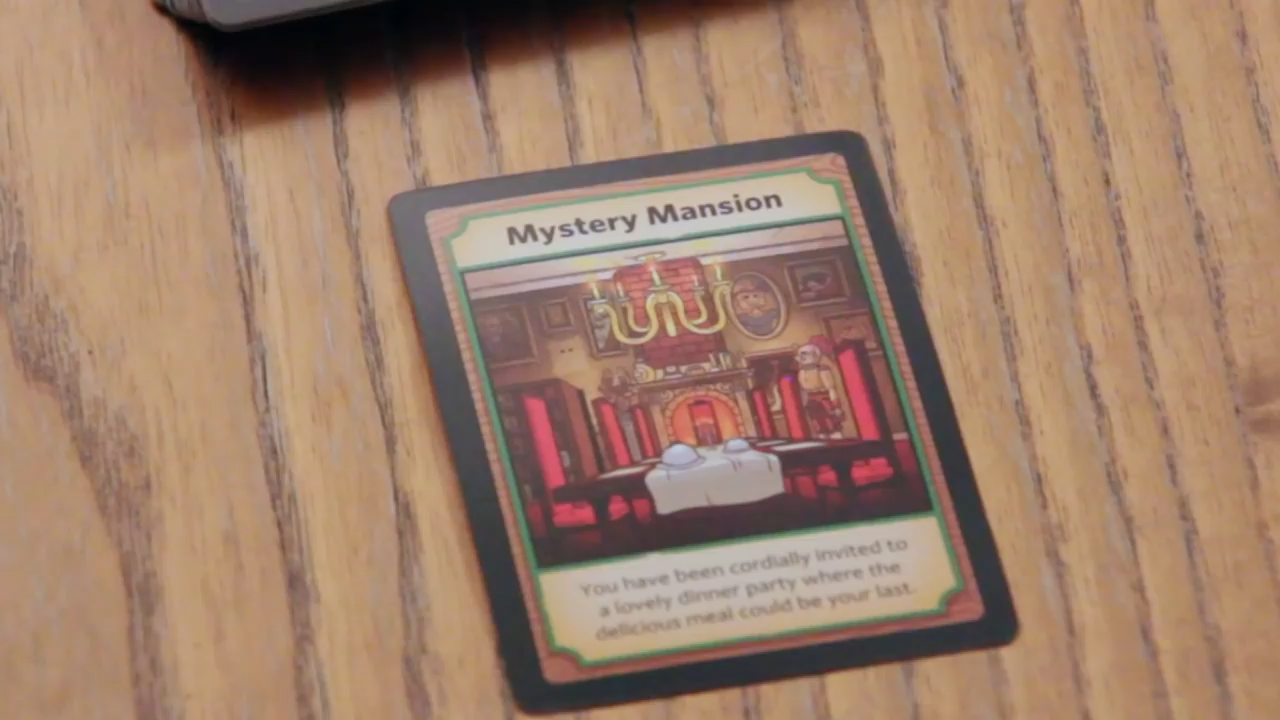 Mystery Mansion
You have been cordially invited to
a lovely dinner party where the
delicious meal could be your last.